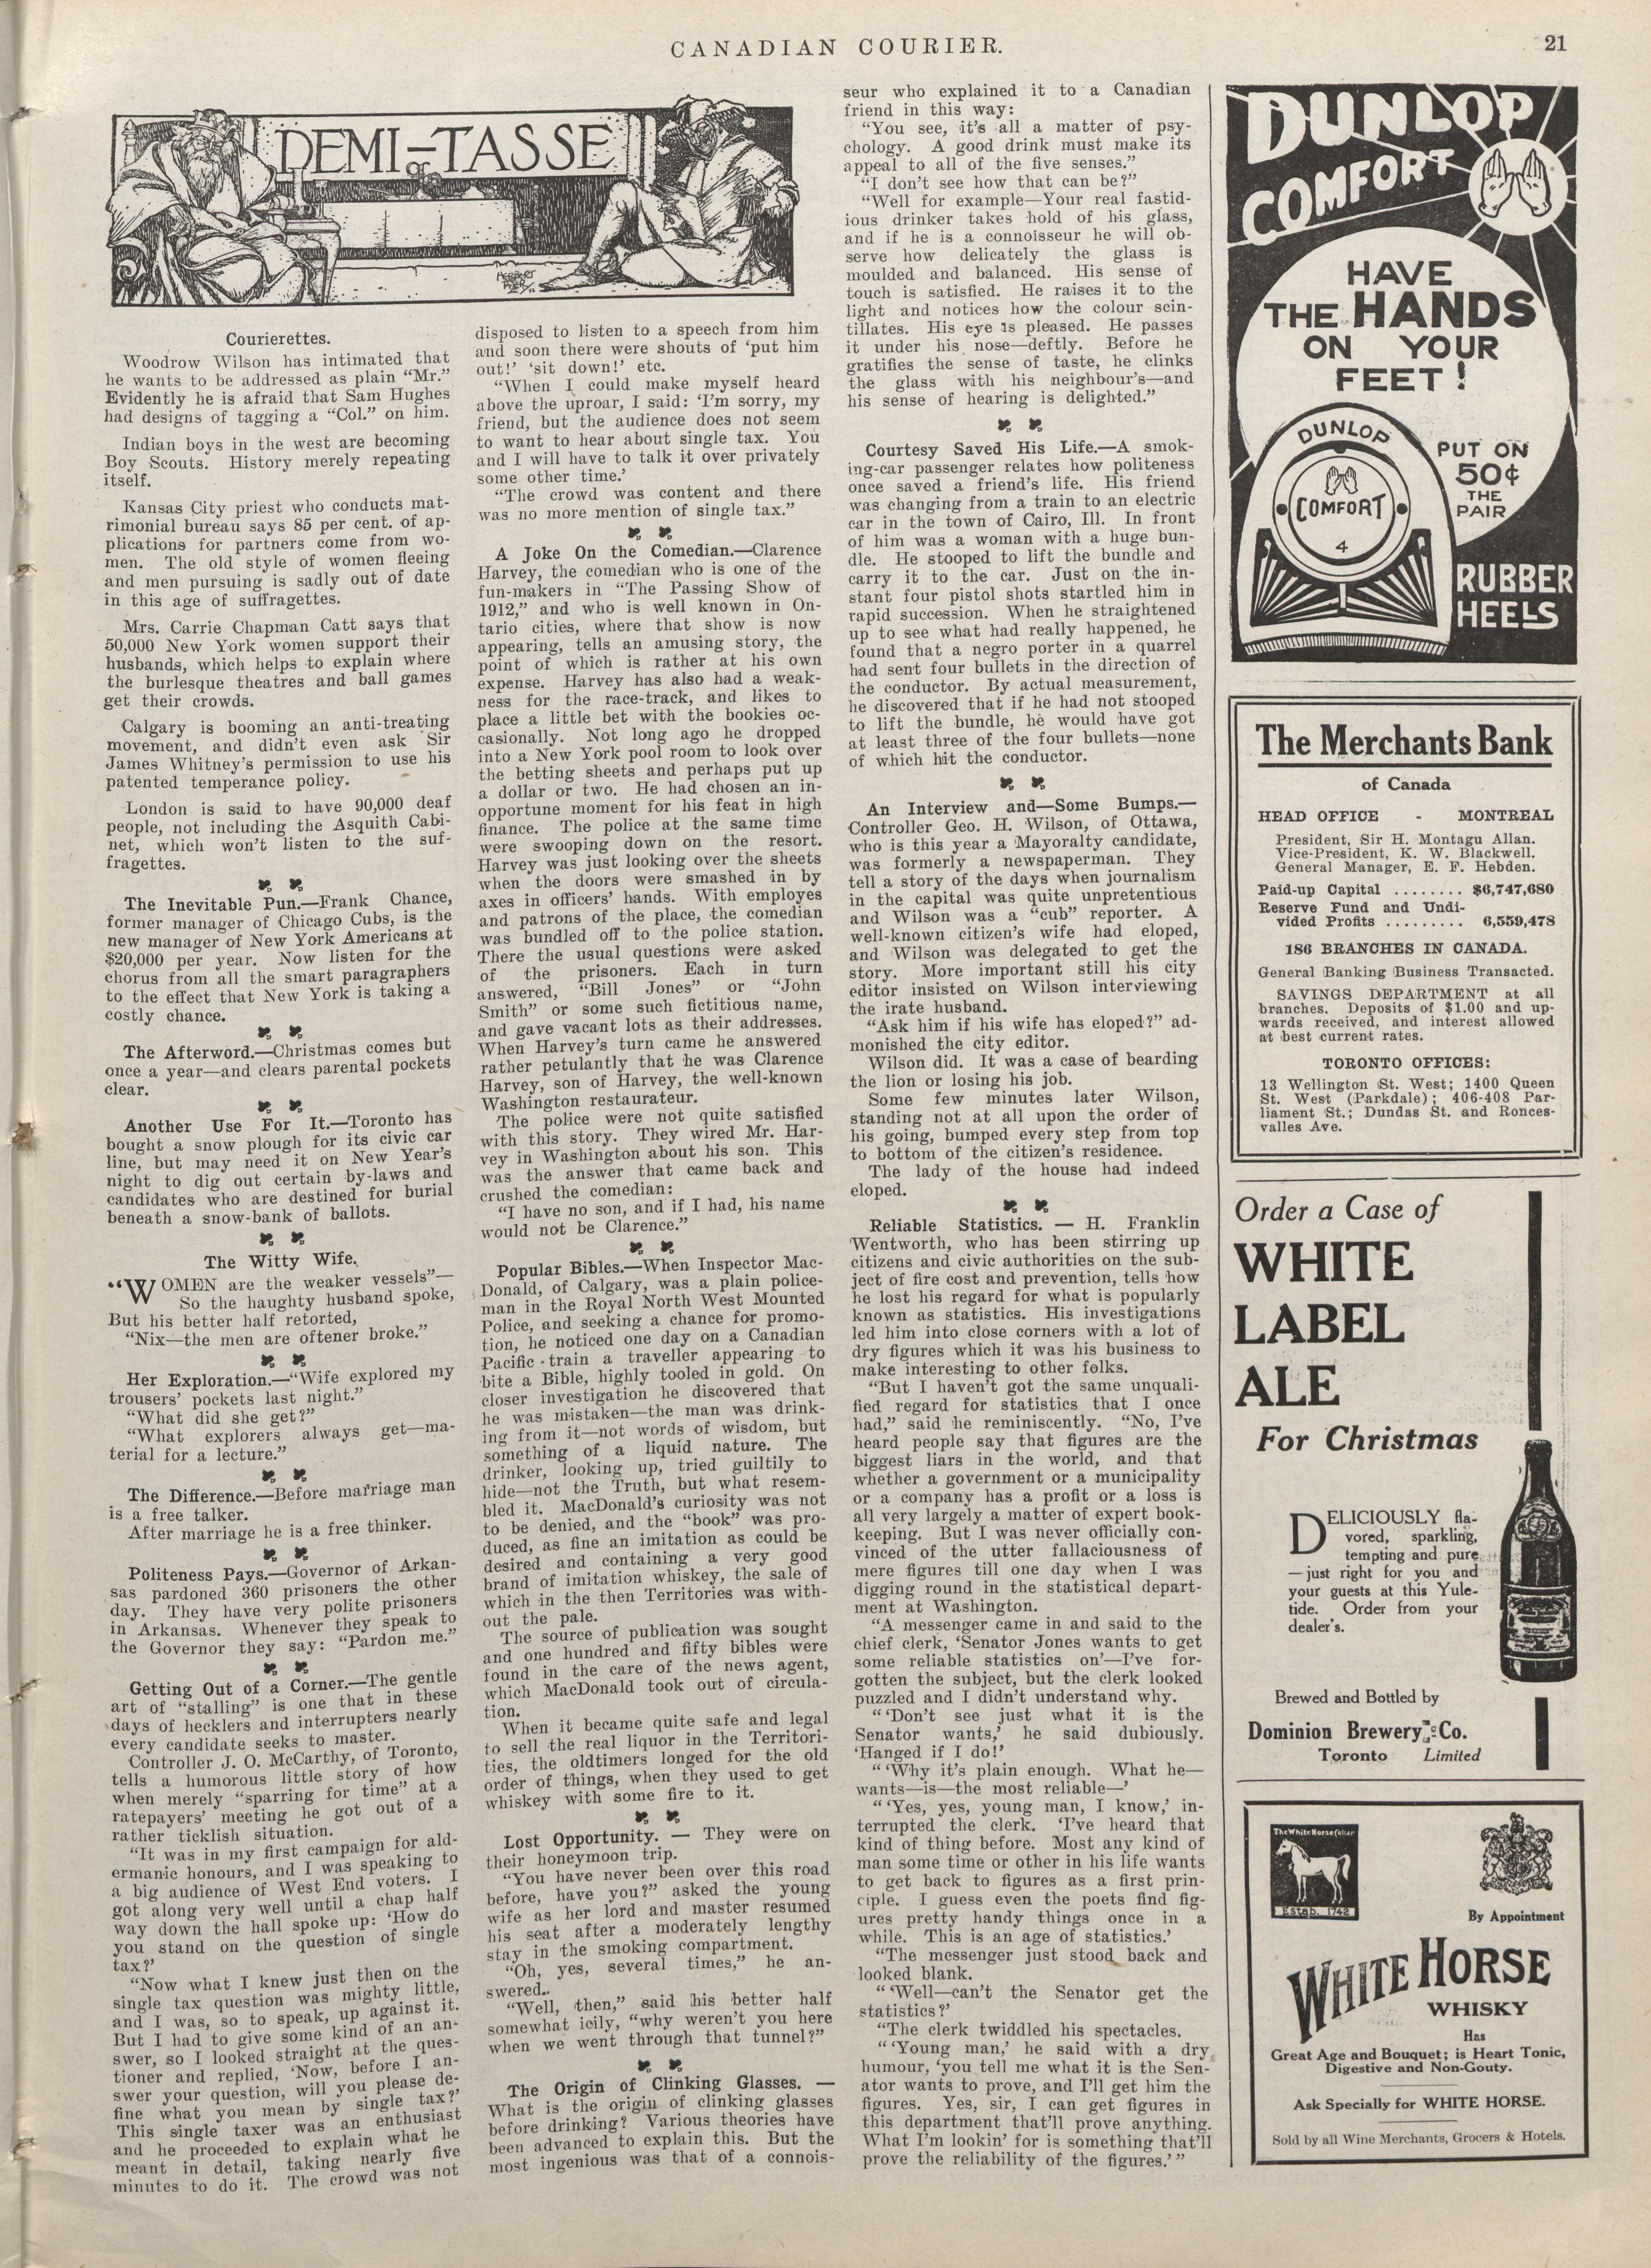 CANADIAN COURIER.
21
DEMI-TASSE
Courierettes.
Woodrow Wilson has intimated that
he wants to be addressed as plain “Mr.”
Evidently he is afraid that Sam Hughes
had designs of tagging a “Col.” on him.
Indian boys in the west are becoming
Boy Scouts. History merely repeating
itself.
Kansas City priest who conducts mat-
rimonial bureau says 85 per cent. of ap-
plications for partners come from wo-
men. The old style of women fleeing
and men pursuing is sadly out of date
in this age of suffragettes.
Mrs. Carrie Chapman Catt says that
50,000 New York women support their
husbands, which helps to explain where
the burlesque theatres and ball games
get their crowds.
Calgary is booming an anti-treating
movement, and didn’t even ask Sir
James Whitney’s permission to use his
patented temperance policy.
London is said to have 90,000 deaf
people, not including the Asquith Cabi-
net, which won’t listen to the suf-
fragettes.
The Inevitable Pun.—Frank Chance,
former manager of Chicago Cubs, is the
new manager of New York Americans at
$20,000 per year. Now listen for the
chorus from all the smart paragraphers
to the effect that New York is taking a
costly chance.
The Afterword.—Christmas comes but
once a year—and clears parental pockets
clear.
Another Use For It.—Toronto has
bought a snow plough for its civic car
line, but may need it on New Year’s
night to dig out certain by-laws and
candidates who are destined for burial
beneath a snow-bank of ballots.
The Witty Wife.
“WOMEN are the weaker vessels”—
So the haughty husband spoke,
But his better half retorted,
“Nix—the men are oftener broke.”
Her Exploration.—“Wife explored my
trousers’ pockets last night.”
“What did she get?”
“What explorers always get—ma-
terial for a lecture.”
The Difference.—Before marriage man
is a free talker.
After marriage he is a free thinker.
Politeness Pays.—Governor of Arkan-
sas pardoned 360 prisoners the other
day. They have very polite prisoners
in Arkansas. Whenever they speak to
the Governor they say: “Pardon me.”
Getting Out of a Corner.—The gentle
art of “stalling” is one that in these
days of hecklers and interrupters nearly
every candidate seeks to master.
Controller J. O. McCarthy, of Toronto,
tells a humorous little story of how
when merely “sparring for time” at a
ratepayers’ meeting he got out of a
rather ticklish situation.
“It was in my first campaign for ald-
ermanic honours, and I was speaking to
a big audience of West End voters. I
got along very well until a chap half
way down the hall spoke up: ‘How do
you stand on the question of single
tax?’
“Now what I knew just then on the
single tax question was mighty little,
and I was, so to speak, up against it.
But I had to give some kind of an an-
swer, so I looked straight at the ques-
tioner and replied, ‘Now, before I an-
swer your question, will you please de-
fine what you mean by single tax?’
This single taxer was an enthusiast
and he proceeded to explain what he
meant in detail, taking nearly five
minutes to do it. The crowd was not
disposed to listen to a speech from him
and soon there were shouts of ‘put him
out!’ ‘sit down!’ etc.
“When I could make myself heard
above the uproar, I said: ‘I’m sorry, my
friend, but the audience does not seem
to want to hear about single tax. You
and I will have to talk it over privately
some other time.’
“The crowd was content and there
was no more mention of single tax.”
A Joke On the Comedian.—Clarence
Harvey, the comedian who is one of the
fun-makers in “The Passing Show of
1912,” and who is well known in On-
tario cities, where that show is now
appearing, tells an amusing story, the
point of which is rather at his own
expense. Harvey has also had a weak-
ness for the race-track, and likes to
place a little bet with the bookies oc-
casionally. Not long ago he dropped
into a New York pool room to look over
the betting sheets and perhaps put up
a dollar or two. He had chosen an in-
opportune moment for his feat in high
finance. The police at the same time
were swooping down on the resort.
Harvey was just looking over the sheets
when the doors were smashed in by
axes in officers’ hands. With employes
and patrons of the place, the comedian
was bundled off to the police station.
There the usual questions were asked
of the prisoners. Each in turn
answered, “Bill Jones” or “John
Smith” or some such fictitious name,
and gave vacant lots as their addresses.
When Harvey’s turn came he answered
rather petulantly that he was Clarence
Harvey, son of Harvey, the well-known
Washington restaurateur.
The police were not quite satisfied
with this story. They wired Mr. Har-
vey in Washington about his son. This
was the answer that came back and
crushed the comedian:
“I have no son, and if I had, his name
would not be Clarence.”
Popular Bibles.—When Inspector Mac-
Donald, of Calgary, was a plain police-
man in the Royal North West Mounted
Police, and seeking a chance for promo-
tion, he noticed one day on a Canadian
Pacific train a traveller appearing to
bite a Bible, highly tooled in gold. On
closer investigation he discovered that
he was mistaken—the man was drink-
ing from it—not words of wisdom, but
something of a liquid nature. The
drinker, looking up, tried guiltily to
hide—not the Truth, but what resem-
bled it. MacDonald’s curiosity was not
to be denied, and the “book” was pro-
duced, as fine an imitation as could be
desired and containing a very good
brand of imitation whiskey, the sale of
which in the then Territories was with-
out the pale.
The source of publication was sought
and one hundred and fifty bibles were
found in the care of the news agent,
which MacDonald took out of circula-
tion.
When it became quite safe and legal
to sell the real liquor in the Territori-
ties, the oldtimers longed for the old
order of things, when they used to get
whiskey with some fire to it.
Lost Opportunity. — They were on
their honeymoon trip.
“You have never been over this road
before, have you?” asked the young
wife as her lord and master resumed
his seat after a moderately lengthy
stay in the smoking compartment.
“Oh, yes, several times,” he an-
swered..
“Well, then,” said his better half
somewhat icily, “why weren’t you here
when we went through that tunnel?”
The Origin of Clinking Glasses. —
What is the origin of clinking glasses
before drinking? Various theories have
been advanced to explain this. But the
most ingenious was that of a connois-
seur who explained it to a Canadian
friend in this way:
“You see, it’s all a matter of psy-
chology. A good drink must make its
appeal to all of the five senses.”
“I don’t see how that can be?”
“Well for example—Your real fastid-
ious drinker takes hold of his glass,
and if he is a connoisseur he will ob-
serve how delicately the glass is
moulded and balanced. His sense of
touch is satisfied. He raises it to the
light and notices how the colour scin-
tillates. His eye is pleased. He passes
it under his nose—deftly. Before he
gratifies the sense of taste, he clinks
the glass with his neighbour’s—and
his sense of hearing is delighted.”
Courtesy Saved His Life.—A smok-
ing-car passenger relates how politeness
once saved a friend’s life. His friend
was changing from a train to an electric
car in the town of Cairo, Ill. In front
of him was a woman with a huge bun-
dle. He stooped to lift the bundle and
carry it to the car. Just on the in-
stant four pistol shots startled him in
rapid succession. When he straightened
up to see what had really happened, he
found that a negro porter in a quarrel
had sent four bullets in the direction of
the conductor. By actual measurement,
he discovered that if he had not stooped
to lift the bundle, he would have got
at least three of the four bullets—none
of which hit the conductor.
An Interview and—Some Bumps.—
Controller Geo. H. Wilson, of Ottawa,
who is this year a Mayoralty candidate,
was formerly a newspaperman. They
tell a story of the days when journalism
in the capital was quite unpretentious
and Wilson was a “cub” reporter. A
well-known citizen’s wife had eloped,
and Wilson was delegated to get the
story. More important still his city
editor insisted on Wilson interviewing
the irate husband.
“Ask him if his wife has eloped?” ad-
monished the city editor.
Wilson did. It was a case of bearding
the lion or losing his job.
Some few minutes later Wilson,
standing not at all upon the order of
his going, bumped every step from top
to bottom of the citizen’s residence.
The lady of the house had indeed
eloped.
Reliable Statistics. — H. Franklin
Wentworth, who has been stirring up
citizens and civic authorities on the sub-
ject of fire cost and prevention, tells how
he lost his regard for what is popularly
known as statistics. His investigations
led him into close corners with a lot of
dry figures which it was his business to
make interesting to other folks.
“But I haven’t got the same unquali-
fied regard for statistics that I once
had,” said he reminiscently. “No, I’ve
heard people say that figures are the
biggest liars in the world, and that
whether a government or a municipality
or a company has a profit or a loss is
all very largely a matter of expert book-
keeping. But I was never officially con-
vinced of the utter fallaciousness of
mere figures till one day when I was
digging round in the statistical depart-
ment at Washington.
“A messenger came in and said to the
chief clerk, ‘Senator Jones wants to get
some reliable statistics on’—I’ve for-
gotten the subject, but the clerk looked
puzzled and I didn’t understand why.
“‘Don’t see just what it is the
Senator wants,’ he said dubiously.
‘Hanged if I do!’
“‘Why it’s plain enough. What he—
wants—is—the most reliable—’
“‘Yes, yes, young man, I know,’ in-
terrupted the clerk. ‘I’ve heard that
kind of thing before. Most any kind of
man some time or other in his life wants
to get back to figures as a first prin-
ciple. I guess even the poets find fig-
ures pretty handy things once in a
while. This is an age of statistics.’
“The messenger just stood back and
looked blank.
“‘Well—can’t the Senator get the
statistics?’
“The clerk twiddled his spectacles.
“‘Young man,’ he said with a dry
humour, ‘you tell me what it is the Sen-
ator wants to prove, and I’ll get him the
figures. Yes, sir, I can get figures in
this department that’ll prove anything.
What I’m lookin’ for is something that’ll
prove the reliability of the figures.’”
DUNLOP
COMFORT
HAVE
THE HANDS
ON YOUR
FEET!
DUNLOP
COMFORT
4
PUT ON
50¢
THE
PAIR
RUBBER
HEELS
The Merchants Bank
of Canada
HEAD OFFICE - MONTREAL
President, Sir H. Montagu Allan.
Vice-President, K. W. Blackwell.
General Manager, E. F. Hebden.
Paid-up Capital ........ $6,747,680
Reserve Fund and Undi-
vided Profits ......... 6,559,478
186 BRANCHES IN CANADA.
General Banking Business Transacted.
SAVINGS DEPARTMENT at all
branches. Deposits of $1.00 and up-
wards received, and interest allowed
at best current rates.
TORONTO OFFICES:
13 Wellington St. West; 1400 Queen
St. West (Parkdale); 406-408 Par-
liament St.; Dundas St. and Ronces-
valles Ave.
Order a Case of
WHITE
LABEL
ALE
For Christmas
DELICIOUSLY fla-
vored, sparkling,
tempting and pure
—just right for you and
your guests at this Yule-
tide. Order from your
dealer’s.
Brewed and Bottled by
Dominion Brewery Co.
Toronto Limited
The White Horse Cellar
Estab. 1742
By Appointment
WHITE HORSE
WHISKY
Has
Great Age and Bouquet; is Heart Tonic,
Digestive and Non-Gouty.
Ask Specially for WHITE HORSE.
Sold by all Wine Merchants, Grocers & Hotels.